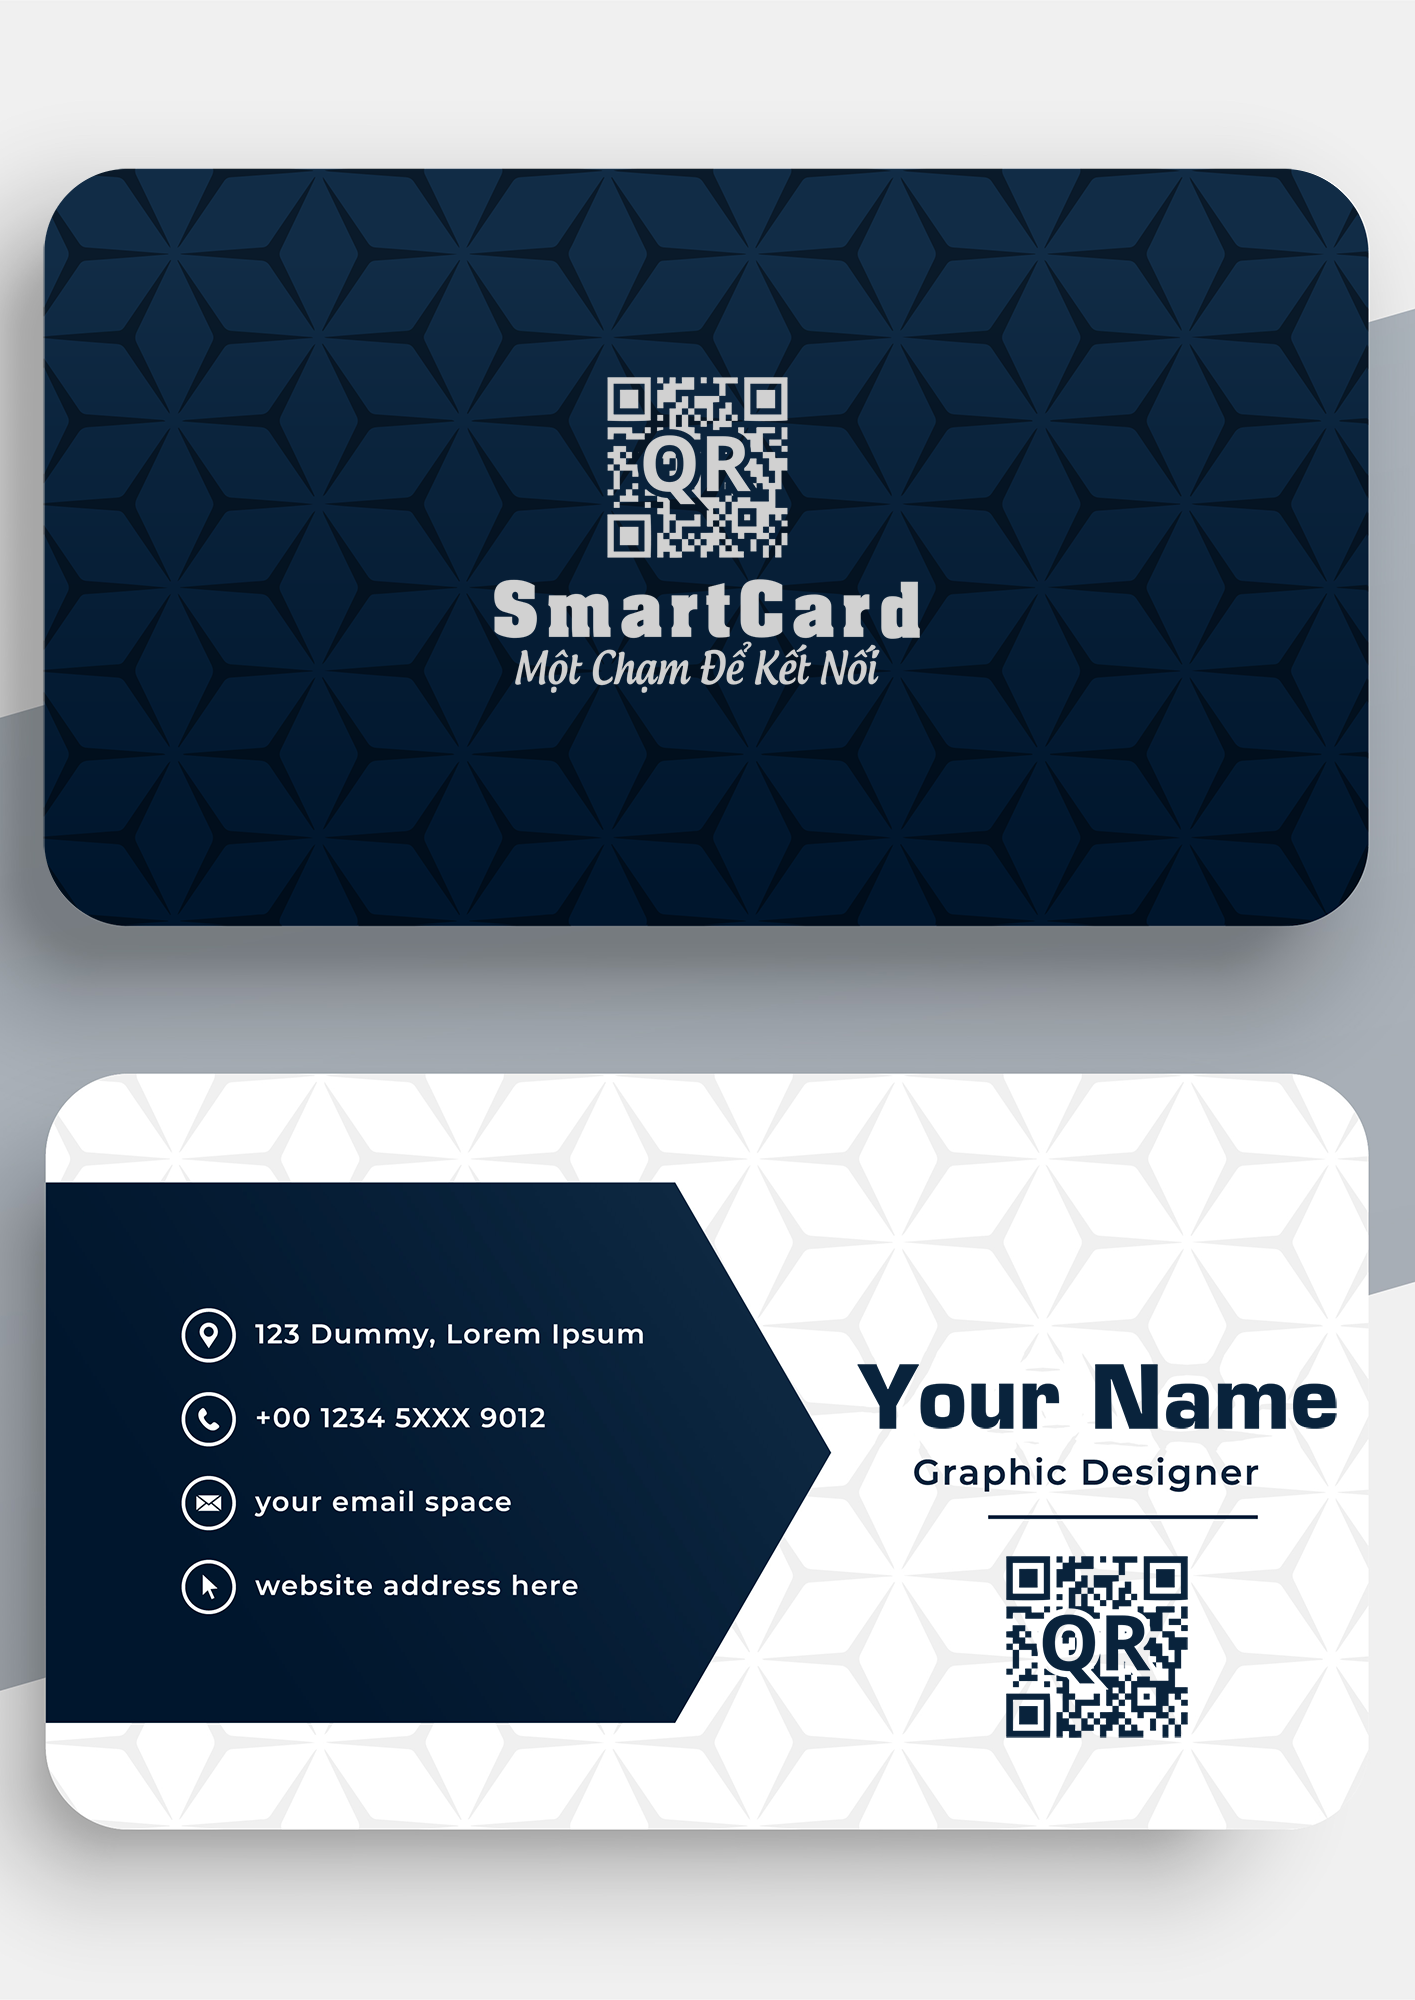 QR
SmartCard
Một Chạm Để Kết Nối
123 Dummy, Lorem Ipsum
+00 1234 5XXX 9012
your email space
website address here
Your Name
Graphic Designer
QR